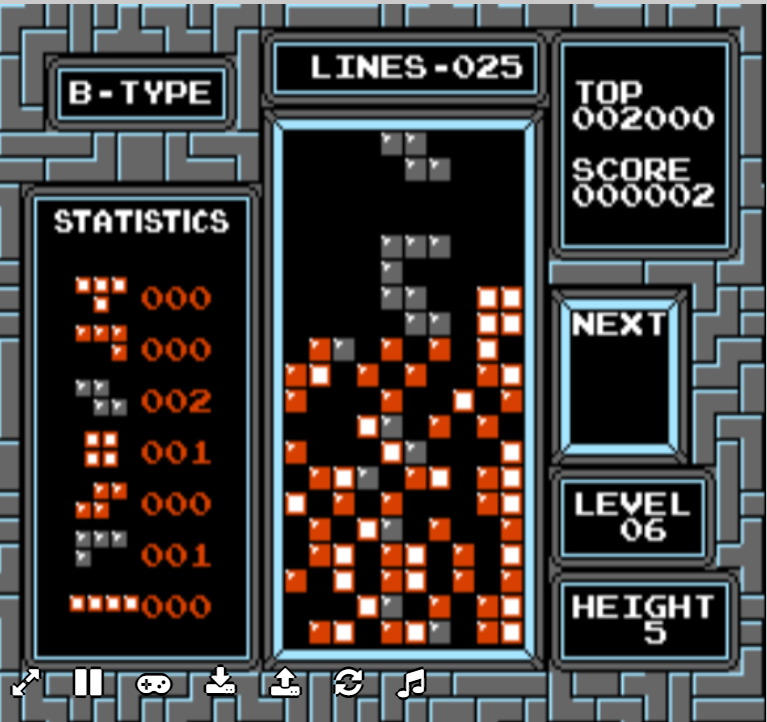 B-TYPE
LINES-025
TOP
002000
SCORE
000002
STATISTICS
000
000
002
001
000
001
000
NEXT
LEVEL
06
HEIGHT
5